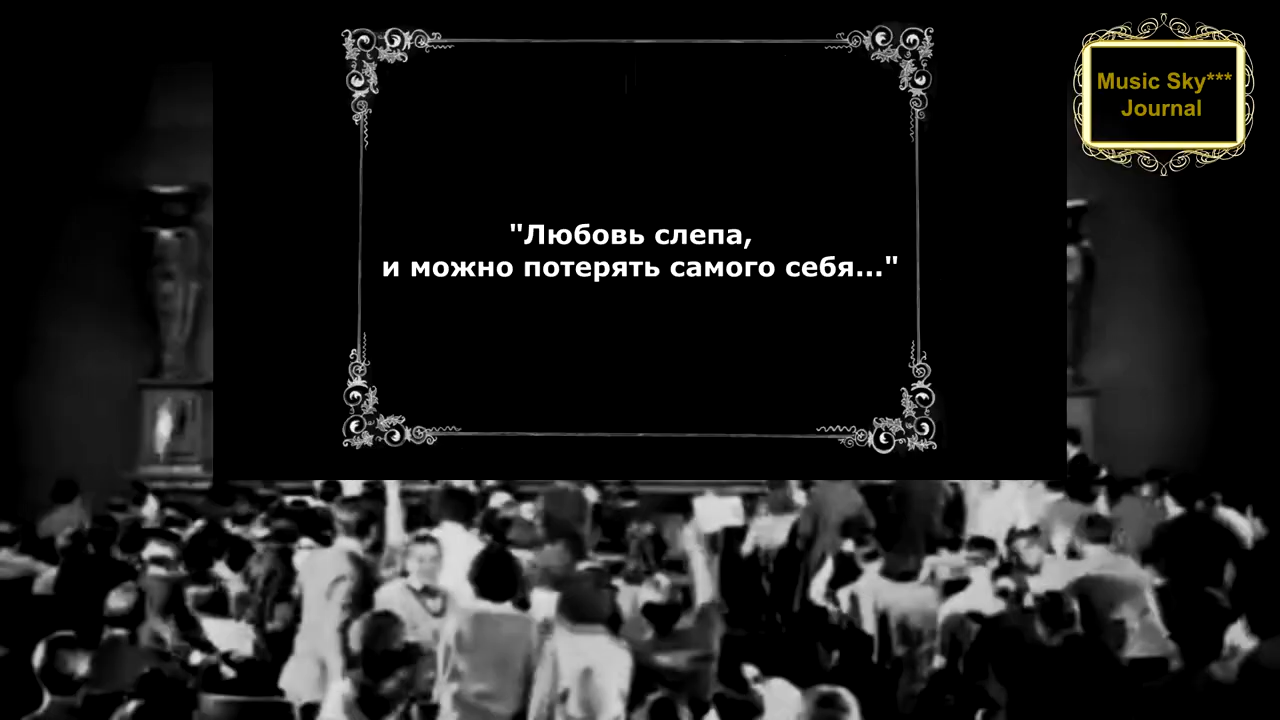 "Любовь слепа,
и можно потерять самого себя..."
Music Sky***
Journal